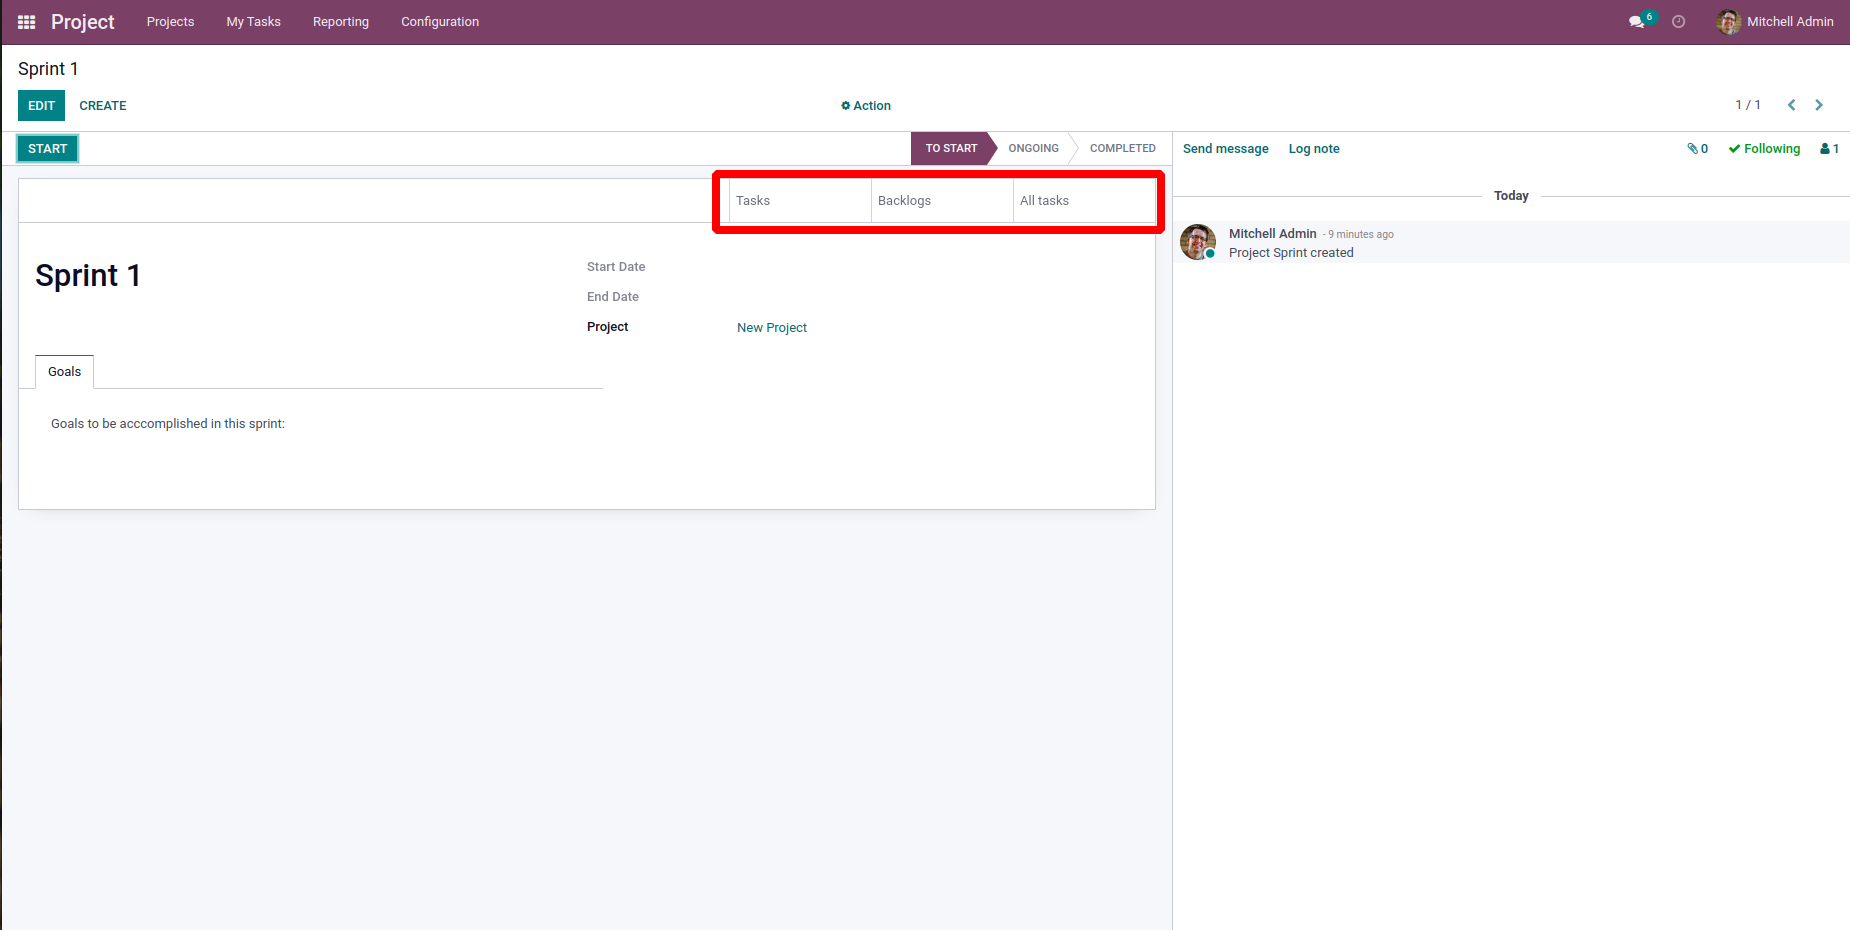 Project Projects My Tasks Reporting Configuration 6 Mitchell Admin
Sprint 1
EDIT CREATE Action 1 / 1
START TO START ONGOING COMPLETED Send message Log note 0 Following 1
Today
Tasks Backlogs All tasks
Mitchell Admin - 9 minutes ago
Project Sprint created
Sprint 1
Start Date
End Date
Project New Project
Goals
Goals to be acccomplished in this sprint: